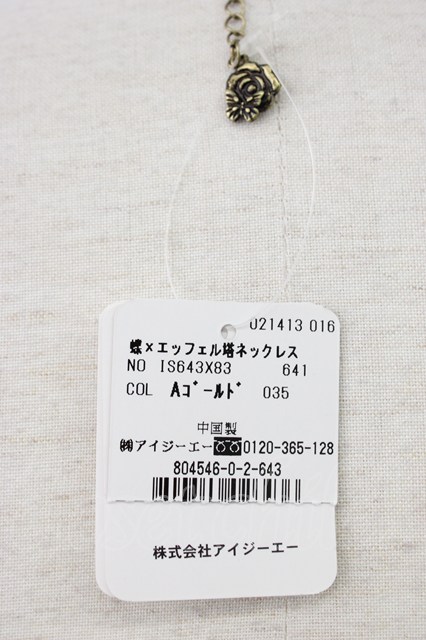 021413 016
蝶×エッフェル塔ネックレス
NO IS643X83 641
COL Aゴールド 035
中国製
㈱アイジーエー 0120-365-128
804546-0-2-643
株式会社アイジーエー